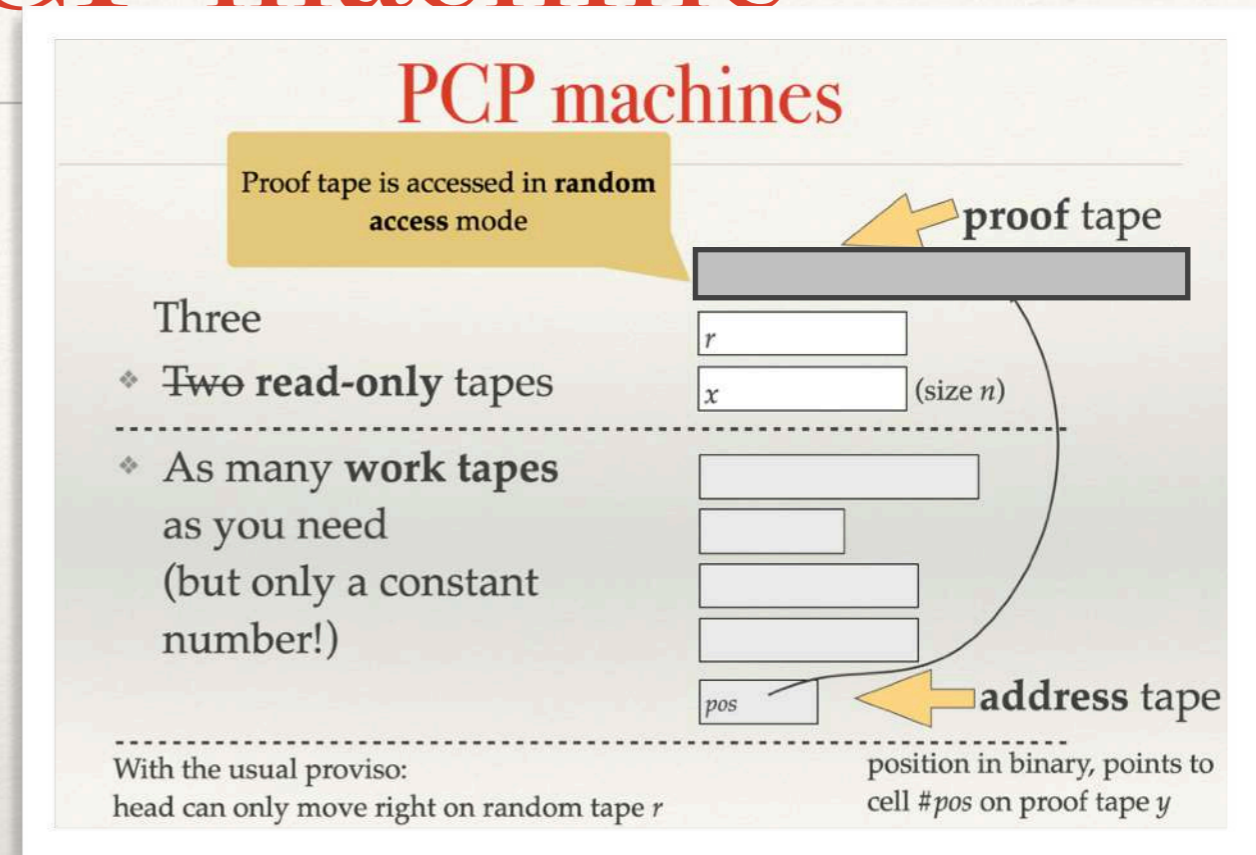 PCP machines
Proof tape is accessed in random
access mode
proof tape
Three
r
Two read-only tapes
x
(size n)
As many work tapes
as you need
(but only a constant
number!)
pos
address tape
With the usual proviso:
head can only move right on random tape r
position in binary, points to
cell #pos on proof tape y